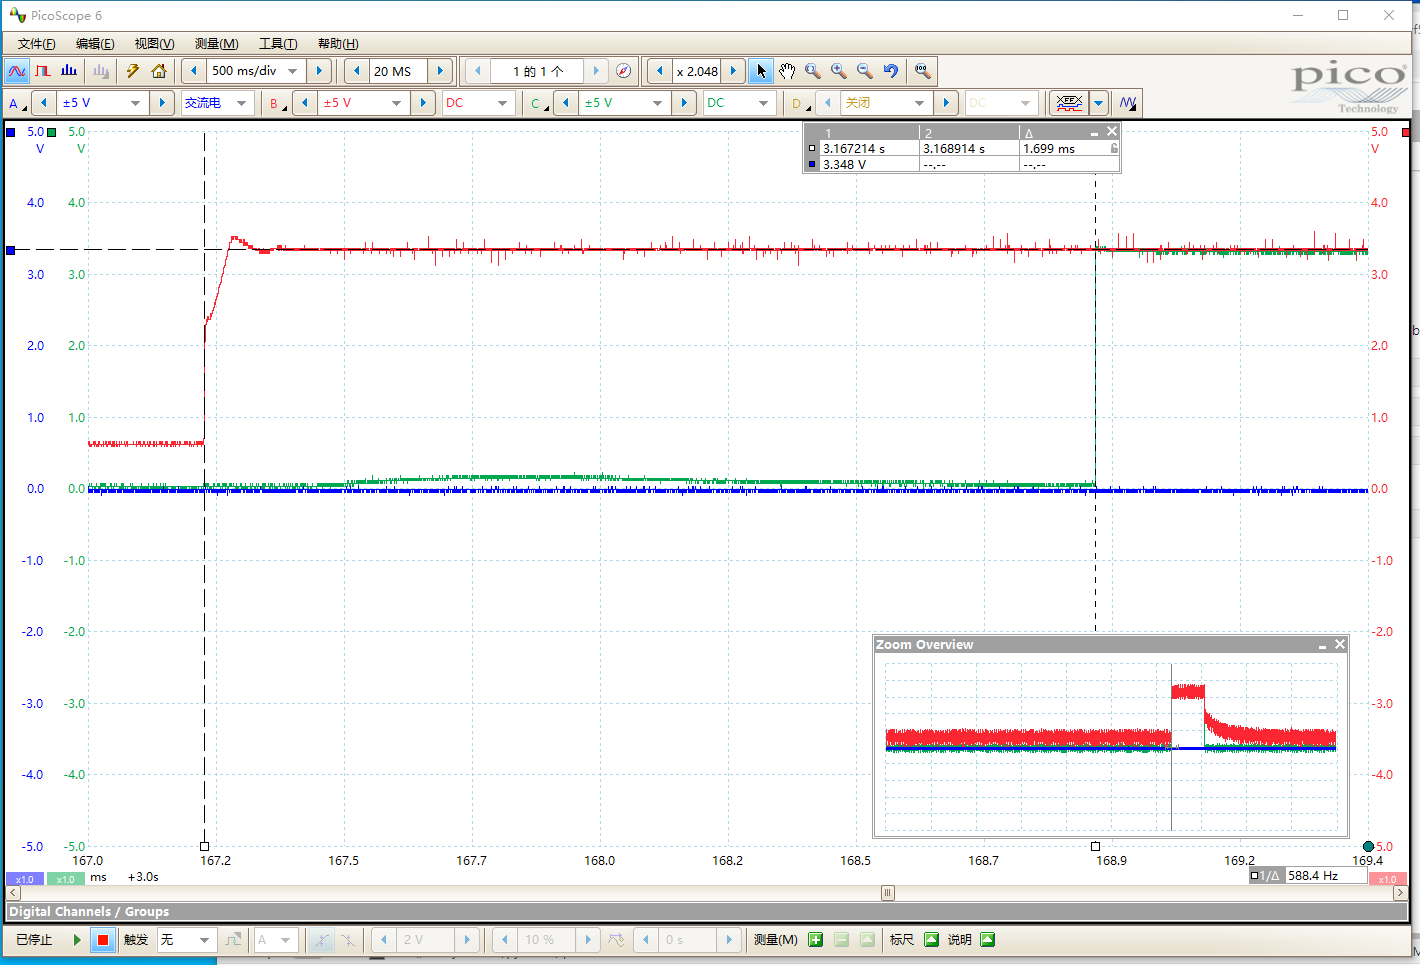 PicoScope 6
文件(F) 编辑(E) 视图(V) 测量(M) 工具(T) 帮助(H)
500 ms/div 20 MS 1 的 1 个 x 2.048
pico
Technology
A ±5 V 交流电 B ±5 V DC C ±5 V DC D 关闭 DC
1 2 Δ
3.167214 s 3.168914 s 1.699 ms
3.348 V --.-- --.--
5.0 5.0 5.0
V V V
4.0 4.0 4.0
3.0 3.0 3.0
2.0 2.0 2.0
1.0 1.0 1.0
0.0 0.0 0.0
-1.0 -1.0 -1.0
-2.0 -2.0 -2.0
Zoom Overview
-3.0 -3.0 -3.0
-4.0 -4.0 -4.0
-5.0 -5.0 -5.0
167.0 167.2 167.5 167.7 168.0 168.2 168.5 168.7 168.9 169.2 169.4
x1.0 x1.0 ms +3.0s 1/Δ 588.4 Hz x1.0
Digital Channels / Groups
已停止 触发 无 A 2 V 10 % 0 s 测量(M) 标尺 说明